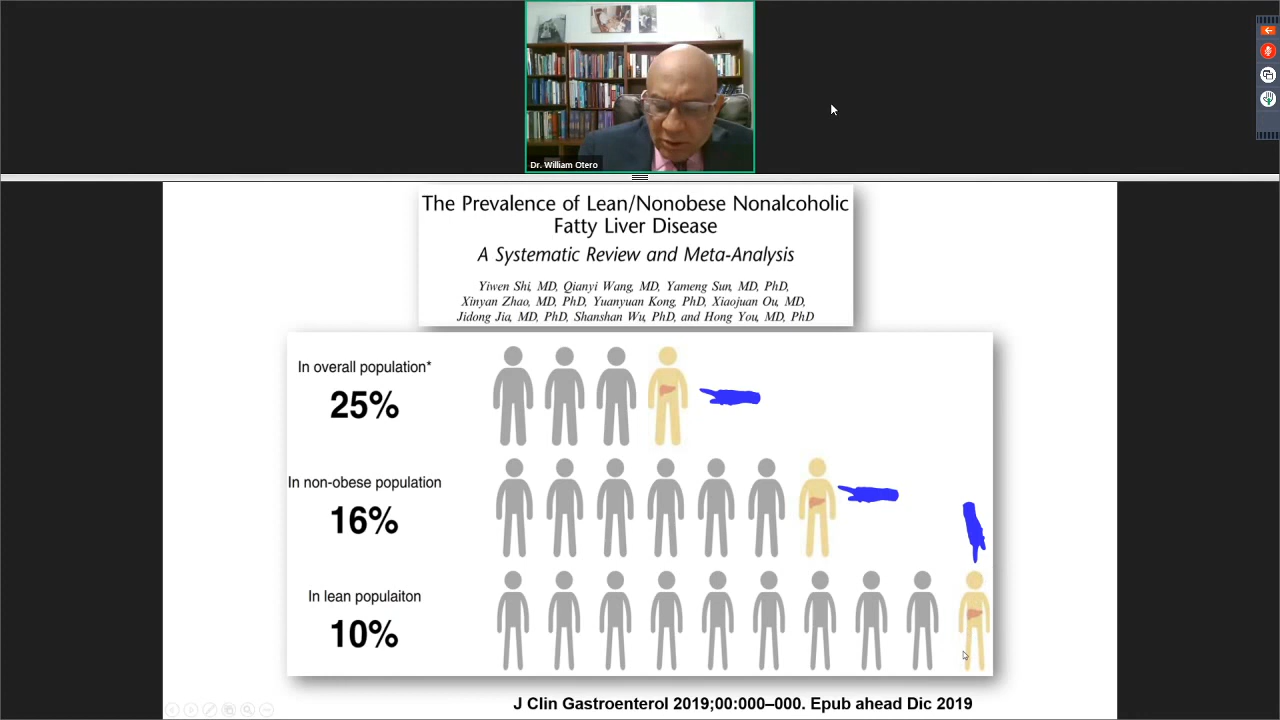 Dr. William Otero
The Prevalence of Lean/Nonobese Nonalcoholic
Fatty Liver Disease
A Systematic Review and Meta-Analysis
Yiwen Shi, MD, Qianyi Wang, MD, Yameng Sun, MD, PhD,
Xinyan Zhao, MD, PhD, Yuanyuan Kong, PhD, Xiaojuan Ou, MD,
Jidong Jia, MD, PhD, Shanshan Wu, PhD, and Hong You, MD, PhD
In overall population*
25%
In non-obese population
16%
In lean populaiton
10%
J Clin Gastroenterol 2019;00:000–000. Epub ahead Dic 2019